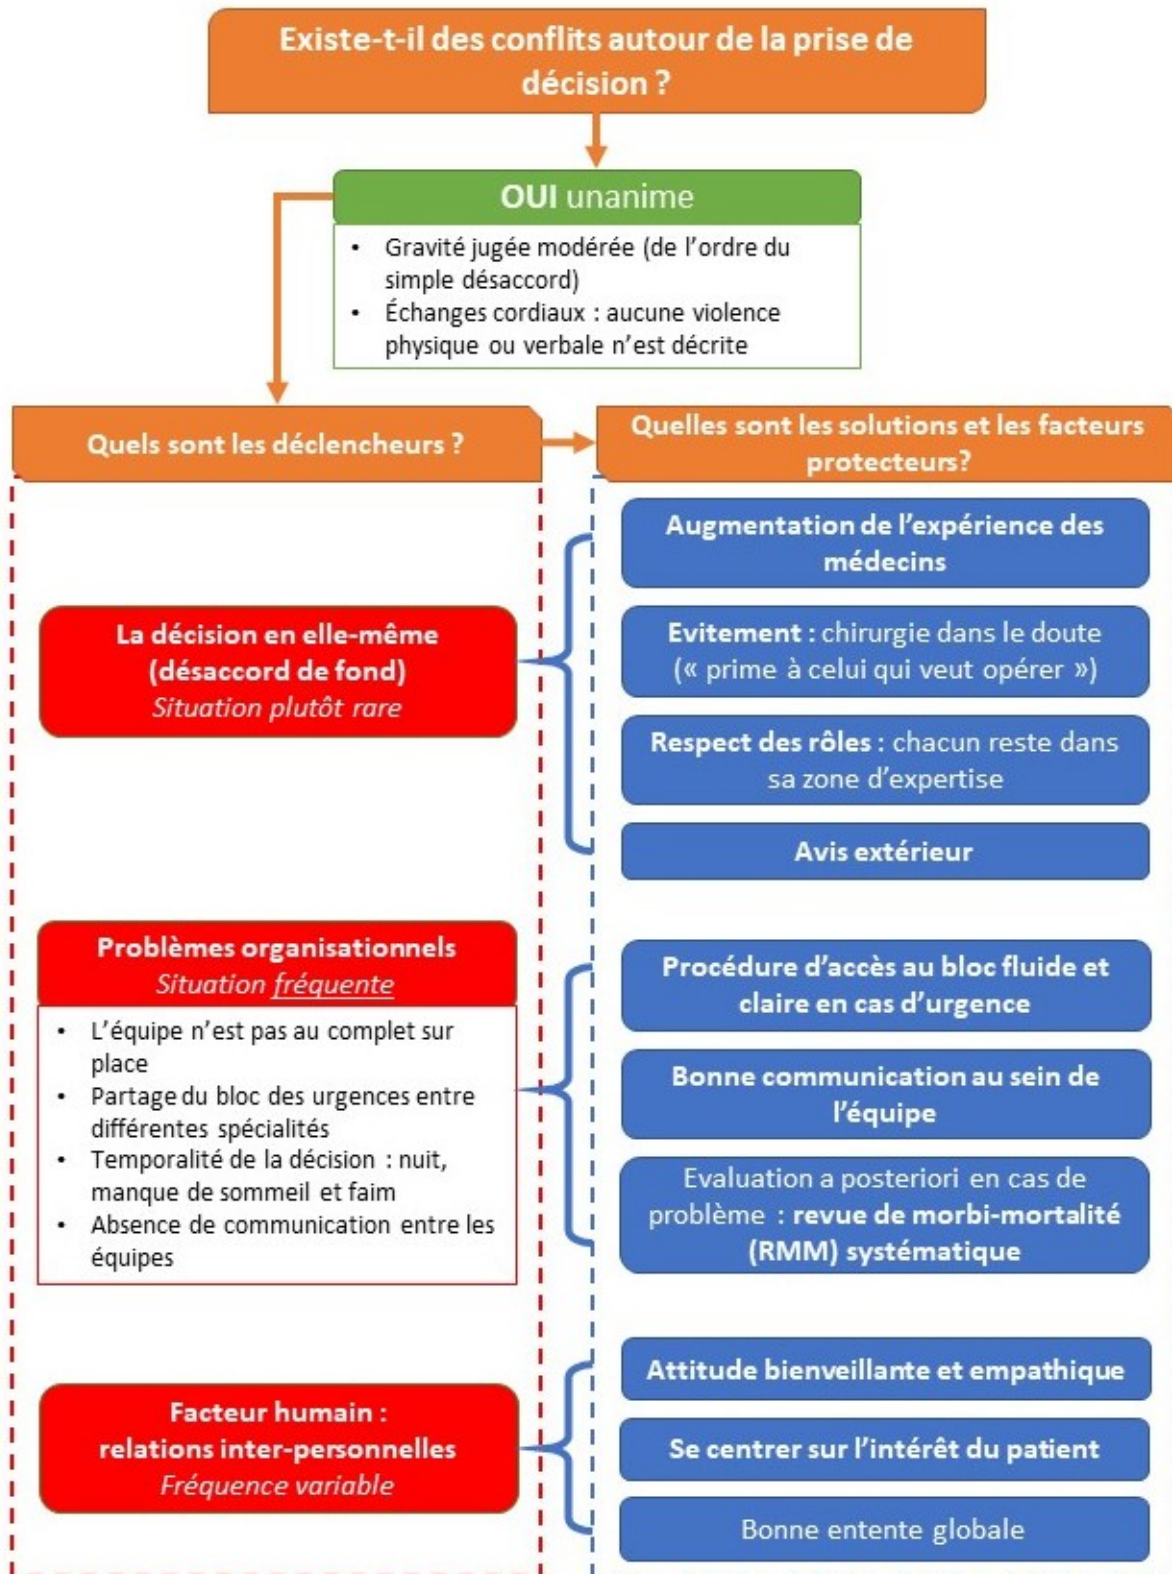 Existe-t-il des conflits autour de la prise de
décision ?
OUI unanime
• Gravité jugée modérée (de l'ordre du
simple désaccord)
• Échanges cordiaux : aucune violence
physique ou verbale n'est décrite
Quels sont les déclencheurs ?
Quelles sont les solutions et les facteurs
protecteurs?
La décision en elle-même
(désaccord de fond)
Situation plutôt rare
Augmentation de l'expérience des
médecins
Evitement : chirurgie dans le doute
(« prime à celui qui veut opérer »)
Respect des rôles : chacun reste dans
sa zone d'expertise
Avis extérieur
Problèmes organisationnels
Situation fréquente
• L'équipe n'est pas au complet sur
place
• Partage du bloc des urgences entre
différentes spécialités
• Temporalité de la décision : nuit,
manque de sommeil et faim
• Absence de communication entre les
équipes
Procédure d'accès au bloc fluide et
claire en cas d'urgence
Bonne communication au sein de
l'équipe
Evaluation a posteriori en cas de
problème : revue de morbi-mortalité
(RMM) systématique
Facteur humain :
relations inter-personnelles
Fréquence variable
Attitude bienveillante et empathique
Se centrer sur l'intérêt du patient
Bonne entente globale